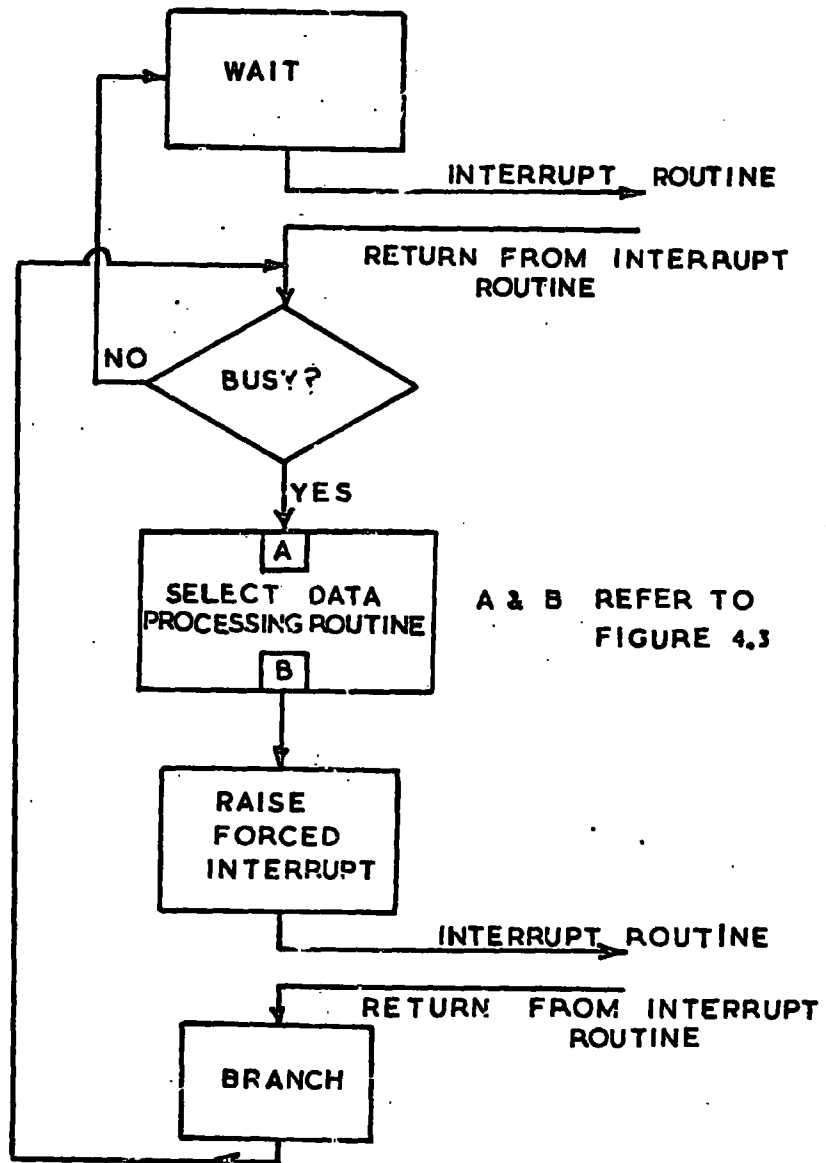 WAIT
INTERRUPT ROUTINE
RETURN FROM INTERRUPT
ROUTINE
NO
BUSY?
YES
A
SELECT DATA
PROCESSING ROUTINE
B
A & B REFER TO
FIGURE 4.3
RAISE
FORCED
INTERRUPT
INTERRUPT ROUTINE
RETURN FROM INTERRUPT
ROUTINE
BRANCH